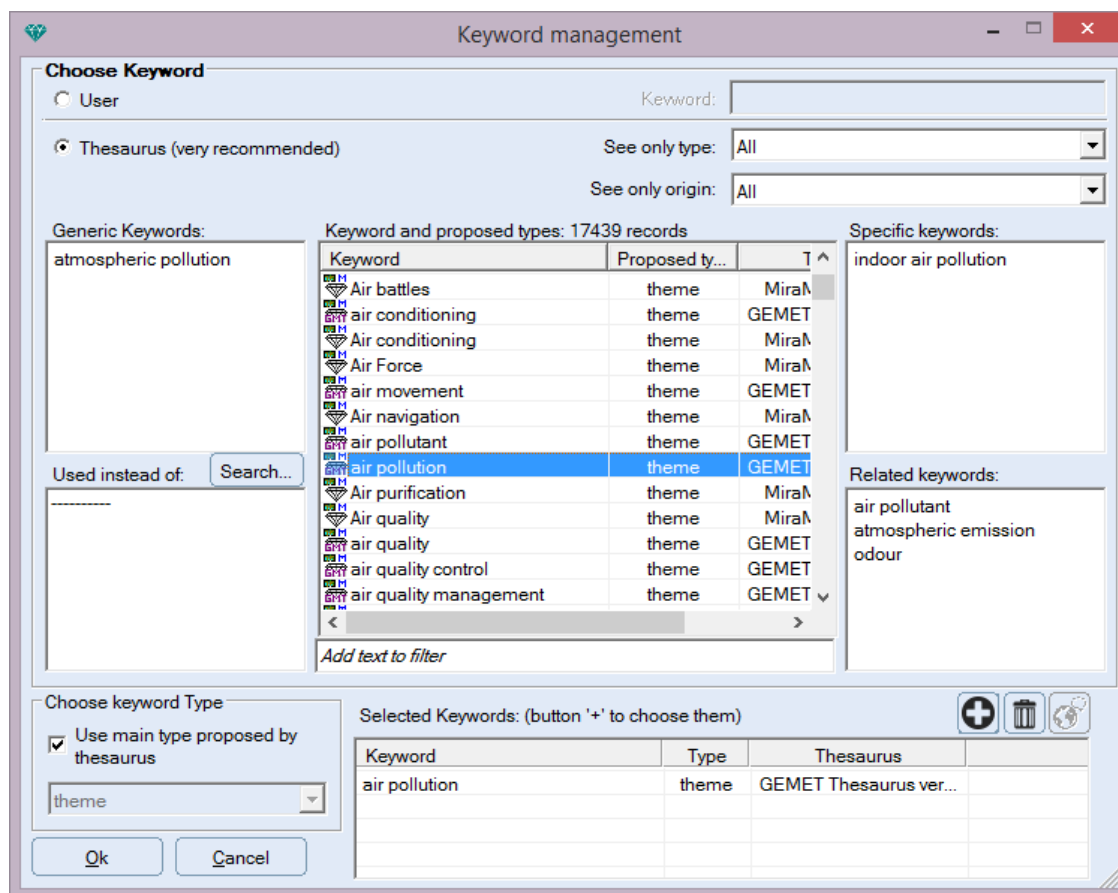 Keyword management
Choose Keyword
User
Keyword:
Thesaurus (very recommended)
See only type:
All
See only origin:
All
Generic Keywords:
atmospheric pollution
Used instead of:
Search...
----------
Keyword and proposed types: 17439 records
Keyword Proposed ty... T
Air battles theme MiraM
air conditioning theme GEMET
Air conditioning theme MiraM
Air Force theme MiraM
air movement theme GEMET
Air navigation theme MiraM
air pollutant theme GEMET
air pollution theme GEMET
Air purification theme MiraM
Air quality theme MiraM
air quality theme GEMET
air quality control theme GEMET
air quality management theme GEMET
Add text to filter
Specific keywords:
indoor air pollution
Related keywords:
air pollutant
atmospheric emission
odour
Choose keyword Type
Use main type proposed by
thesaurus
theme
Ok
Cancel
Selected Keywords: (button '+' to choose them)
Keyword Type Thesaurus
air pollution theme GEMET Thesaurus ver...